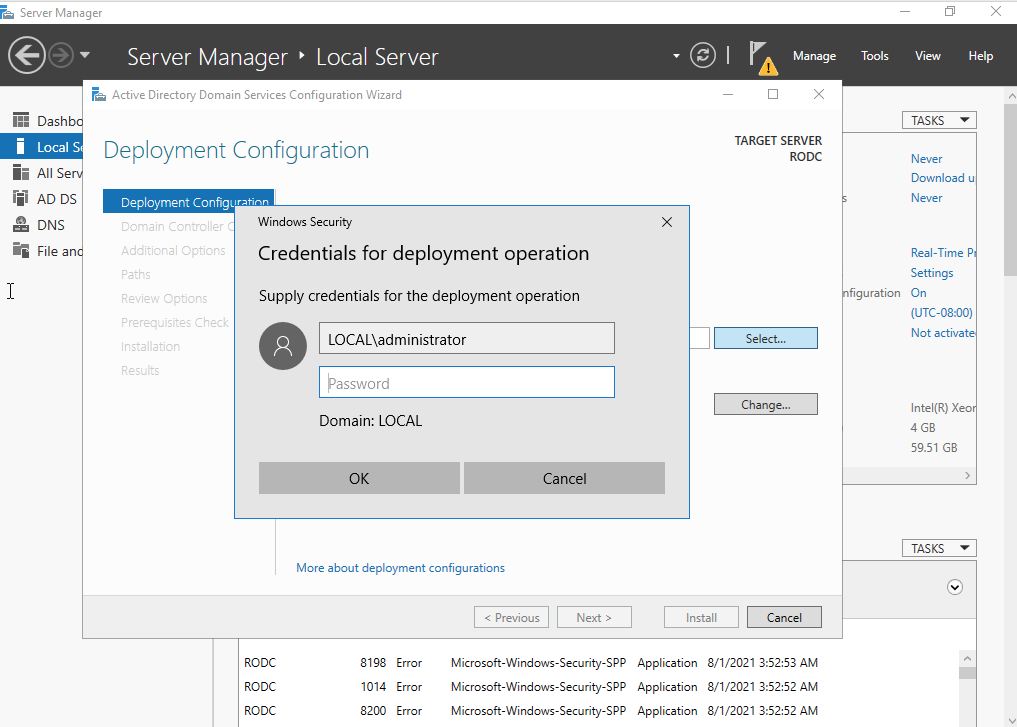 Server Manager
Server Manager
Local Server
Manage
Tools
View
Help
Local
All Serv
AD DS
DNS
File and
Active Directory Domain Services Configuration Wizard
Deployment Configuration
TARGET SERVER
RODC
Deployment Configuration
Domain Controller
Additional Options
Paths
Review Options
Prerequisites Check
Installation
Results
Windows Security
Credentials for deployment operation
Supply credentials for the deployment operation
LOCAL\administrator
Password
Domain: LOCAL
OK
Cancel
Select...
Change...
More about deployment configurations
< Previous
Next >
Install
Cancel
TASKS
Never
Download
Never
Real-Time
Settings
nfiguration On
(UTC-08:00)
Not activate
Intel(R) Xeor
4 GB
59.51 GB
TASKS
RODC 8198 Error Microsoft-Windows-Security-SPP Application 8/1/2021 3:52:53 AM
RODC 1014 Error Microsoft-Windows-Security-SPP Application 8/1/2021 3:52:52 AM
RODC 8200 Error Microsoft-Windows-Security-SPP Application 8/1/2021 3:52:52 AM